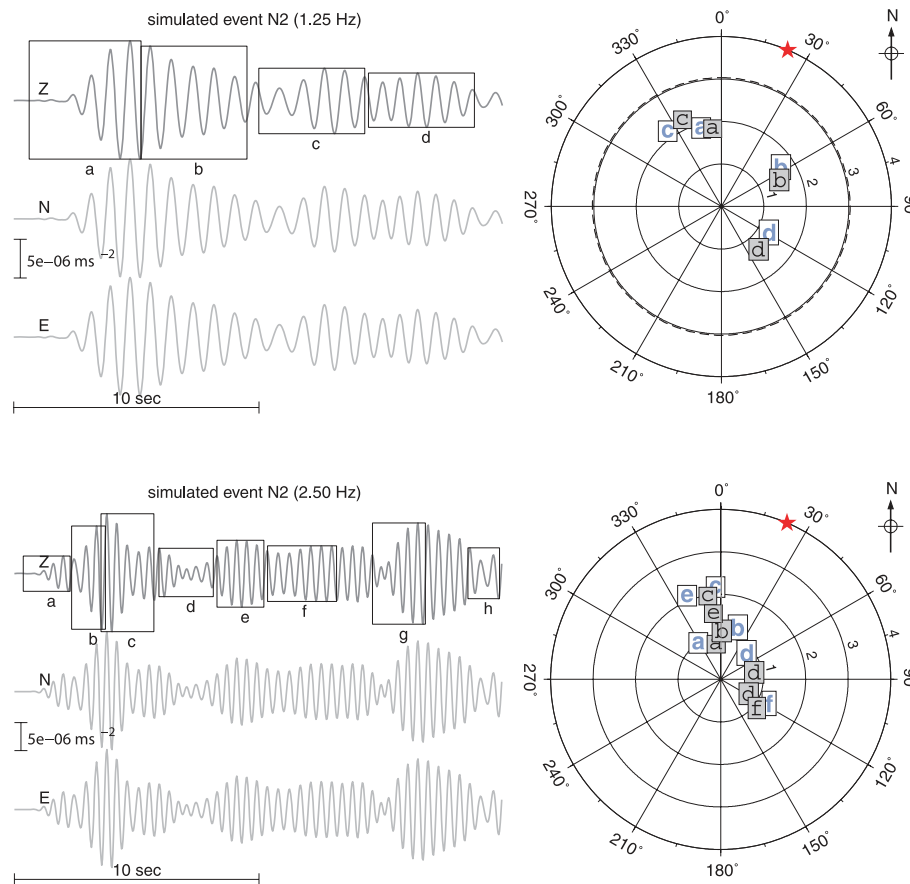 simulated event N2 (1.25 Hz)
Z
a
b
c
d
N
5e−06 ms⁻²
E
10 sec
0°
30°
60°
90
120°
150°
180°
210°
240°
270°
300°
330°
N
1
2
3
4
c
c
a
a
b
b
d
d
simulated event N2 (2.50 Hz)
Z
a
b
c
d
e
f
g
h
N
5e−06 ms⁻²
E
10 sec
0°
30°
60°
90
120°
150°
180°
210°
240°
270°
300°
330°
N
1
2
3
e
c
c
e
b
b
a
a
d
d
d
f
f